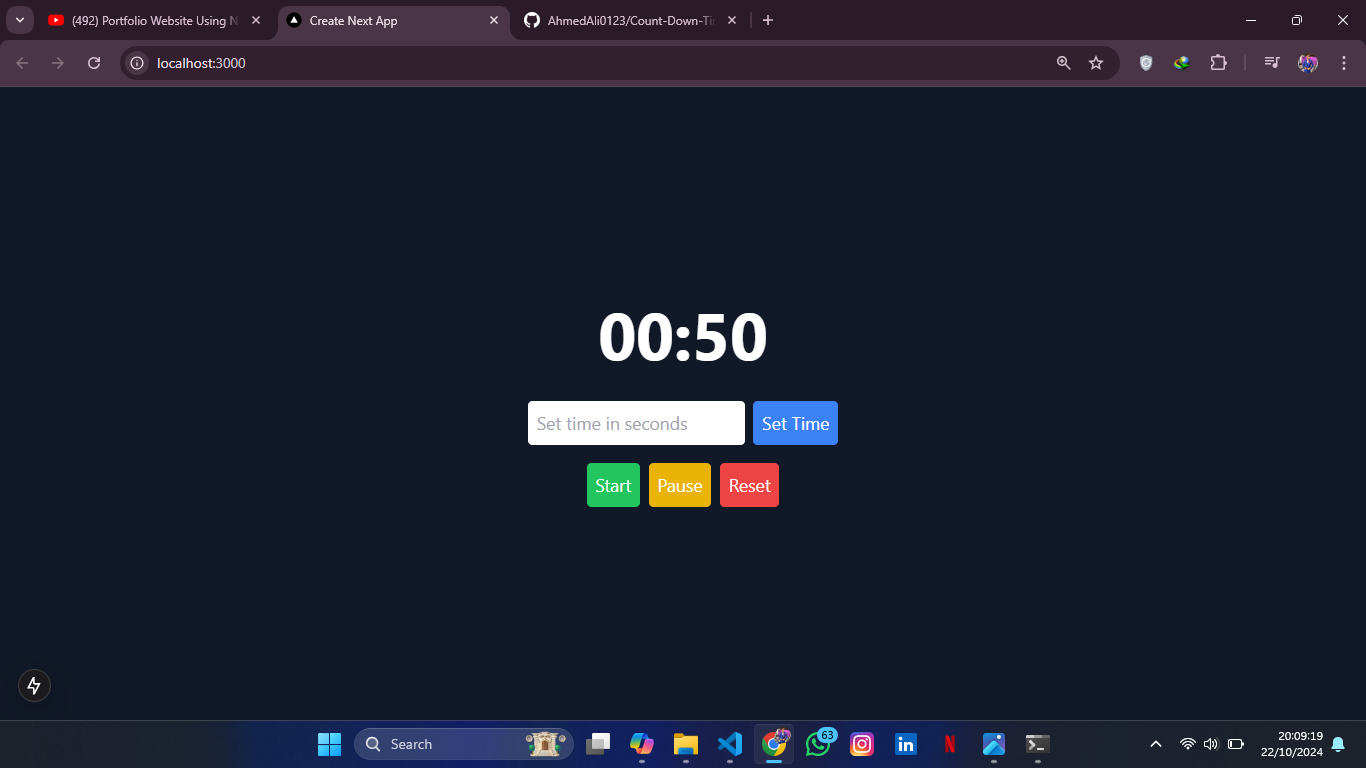 (492) Portfolio Website Using N
Create Next App
AhmedAli0123/Count-Down-Ti
localhost:3000
00:50
Set time in seconds
Set Time
Start
Pause
Reset
Search
63
20:09:19
22/10/2024